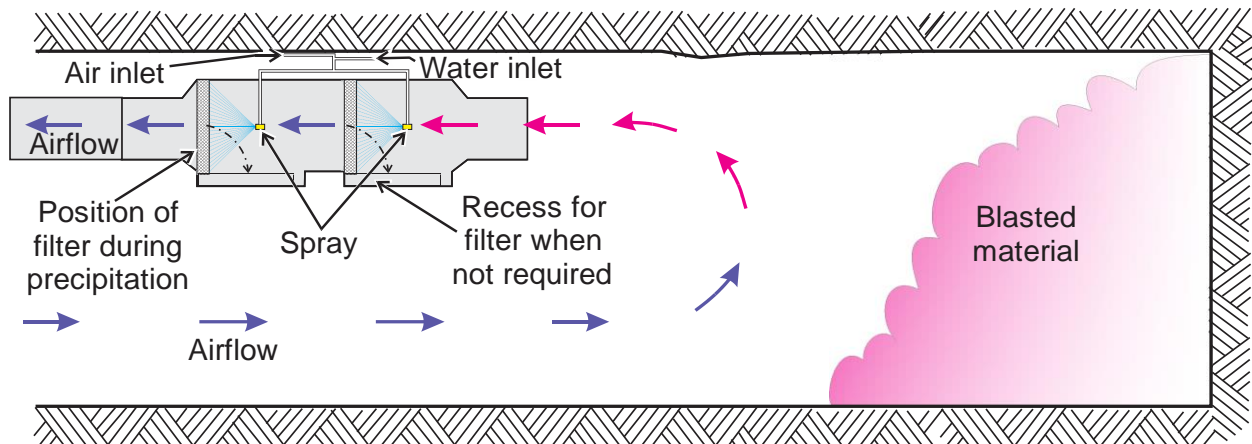 Air inlet
Water inlet
Airflow
Position of
filter during
precipitation
Spray
Recess for
filter when
not required
Blasted
material
Airflow